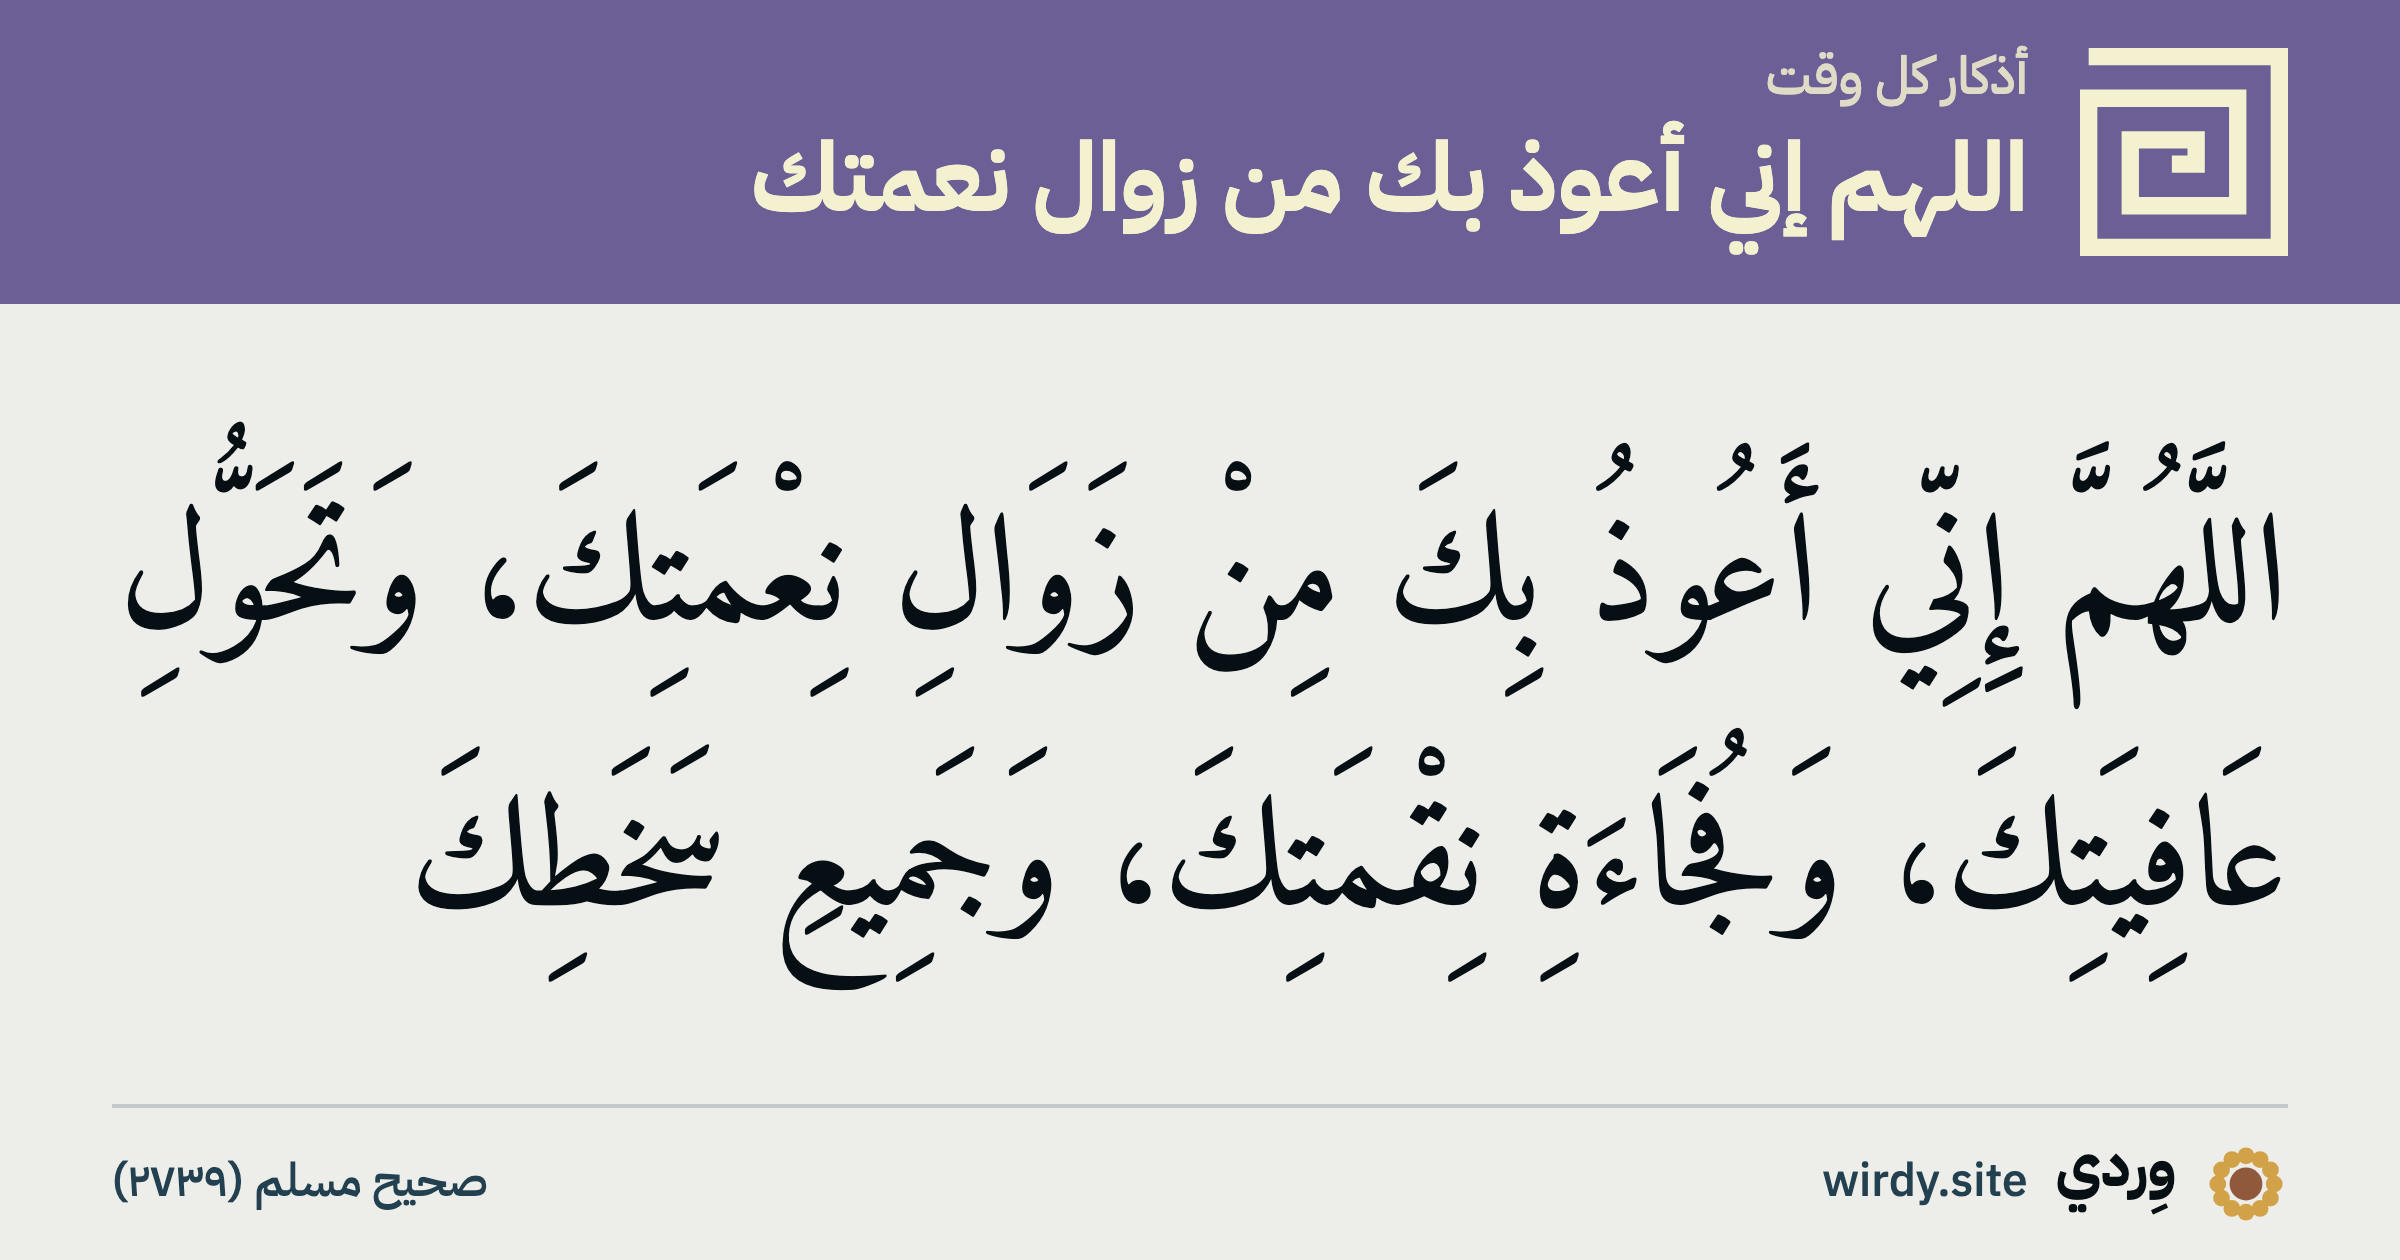 أذكار كل وقت
اللهم إني أعوذ بك من زوال نعمتك
اللَّهُمَّ إِنِّي أَعُوذُ بِكَ مِنْ زَوَالِ نِعْمَتِكَ، وَتَحَوُّلِ
عَافِيَتِكَ، وَفُجَاءَةِ نِقْمَتِكَ، وَجَمِيعِ سَخَطِكَ
وِردي wirdy.site
صحيح مسلم (٢٧٣٩)